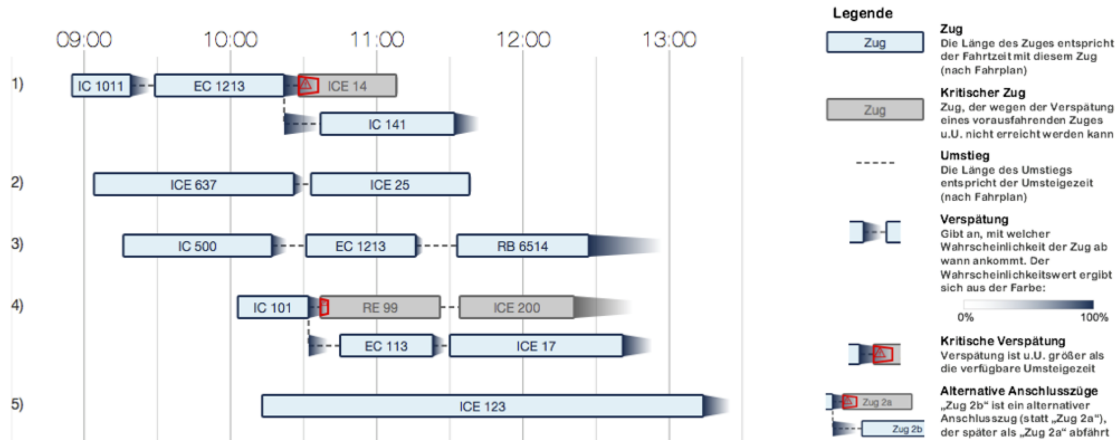 09:00 10:00 11:00 12:00 13:00
1) IC 1011 EC 1213 ICE 14
IC 141
2) ICE 637 ICE 25
3) IC 500 EC 1213 RB 6514
4) IC 101 RE 99 ICE 200
EC 113 ICE 17
5) ICE 123
Legende
Zug
Zug
Die Länge des Zuges entspricht
der Fahrtzeit mit diesem Zug
(nach Fahrplan)
Zug
Kritischer Zug
Zug, der wegen der Verspätung
eines vorausfahrenden Zuges
u.U. nicht erreicht werden kann
Umstieg
Die Länge des Umstiegs
entspricht der Umsteigezeit
(nach Fahrplan)
Verspätung
Gibt an, mit welcher
Wahrscheinlichkeit der Zug ab
wann ankommt. Der
Wahrscheinlichkeitswert ergibt
sich aus der Farbe:
0% 100%
Kritische Verspätung
Verspätung ist u.U. größer als
die verfügbare Umsteigezeit
Alternative Anschlusszüge
Zug 2a
Zug 2b
„Zug 2b“ ist ein alternativer
Anschlusszug (statt „Zug 2a“),
der später als „Zug 2a“ abfährt